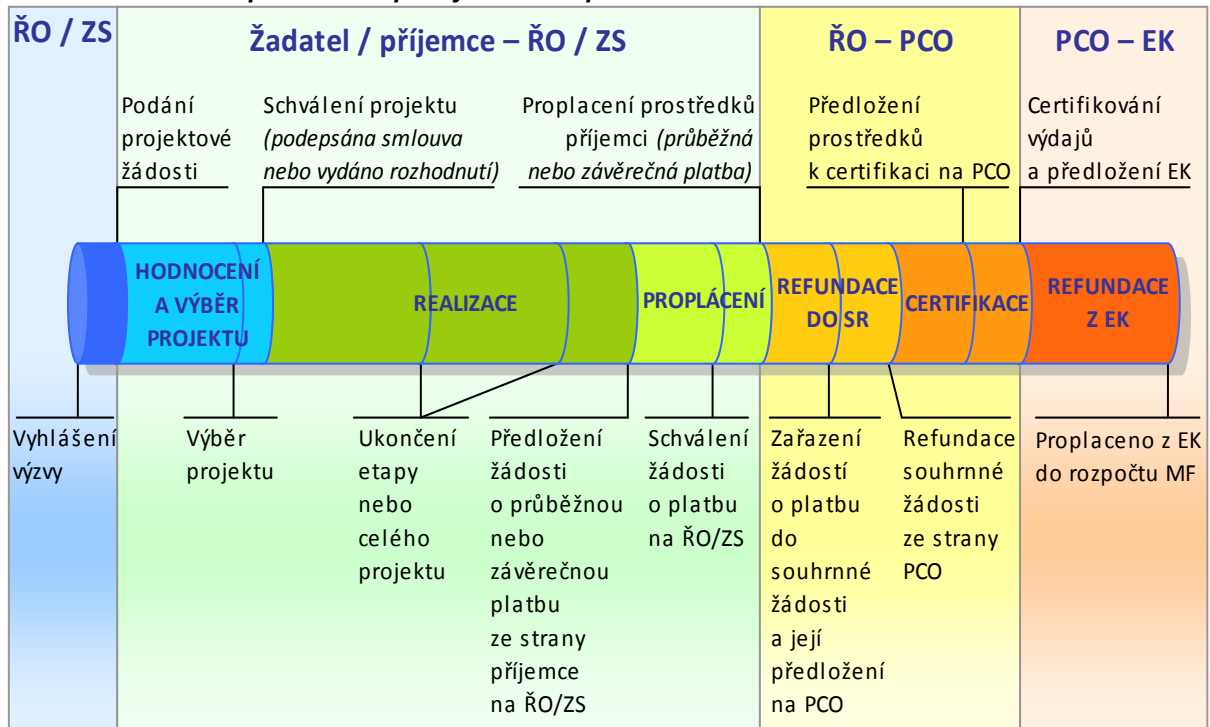 ŘO / ZS
Žadatel / příjemce – ŘO / ZS
ŘO – PCO
PCO – EK
Podání
projektové
žádosti
Schválení projektu
(podepsána smlouva
nebo vydáno rozhodnutí)
Proplacení prostředků
příjemci (průběžná
nebo závěrečná platba)
Předložení
prostředků
k certifikaci na PCO
Certifikování
výdajů
a předložení EK
HODNOCENÍ
A VÝBĚR
PROJEKTU
REALIZACE
PROPLÁCENÍ
REFUNDACE
DO SR
CERTIFIKACE
REFUNDACE
Z EK
Vyhlášení
výzvy
Výběr
projektu
Ukončení
etapy
nebo
celého
projektu
Předložení
žádosti
o průběžnou
nebo
závěrečnou
platbu
ze strany
příjemce
na ŘO/ZS
Schválení
žádosti
o platbu
na ŘO/ZS
Zařazení
žádostí
o platbu
do
souhrnné
žádosti
a její
předložení
na PCO
Refundace
souhrnné
žádosti
ze strany
PCO
Proplaceno z EK
do rozpočtu MF